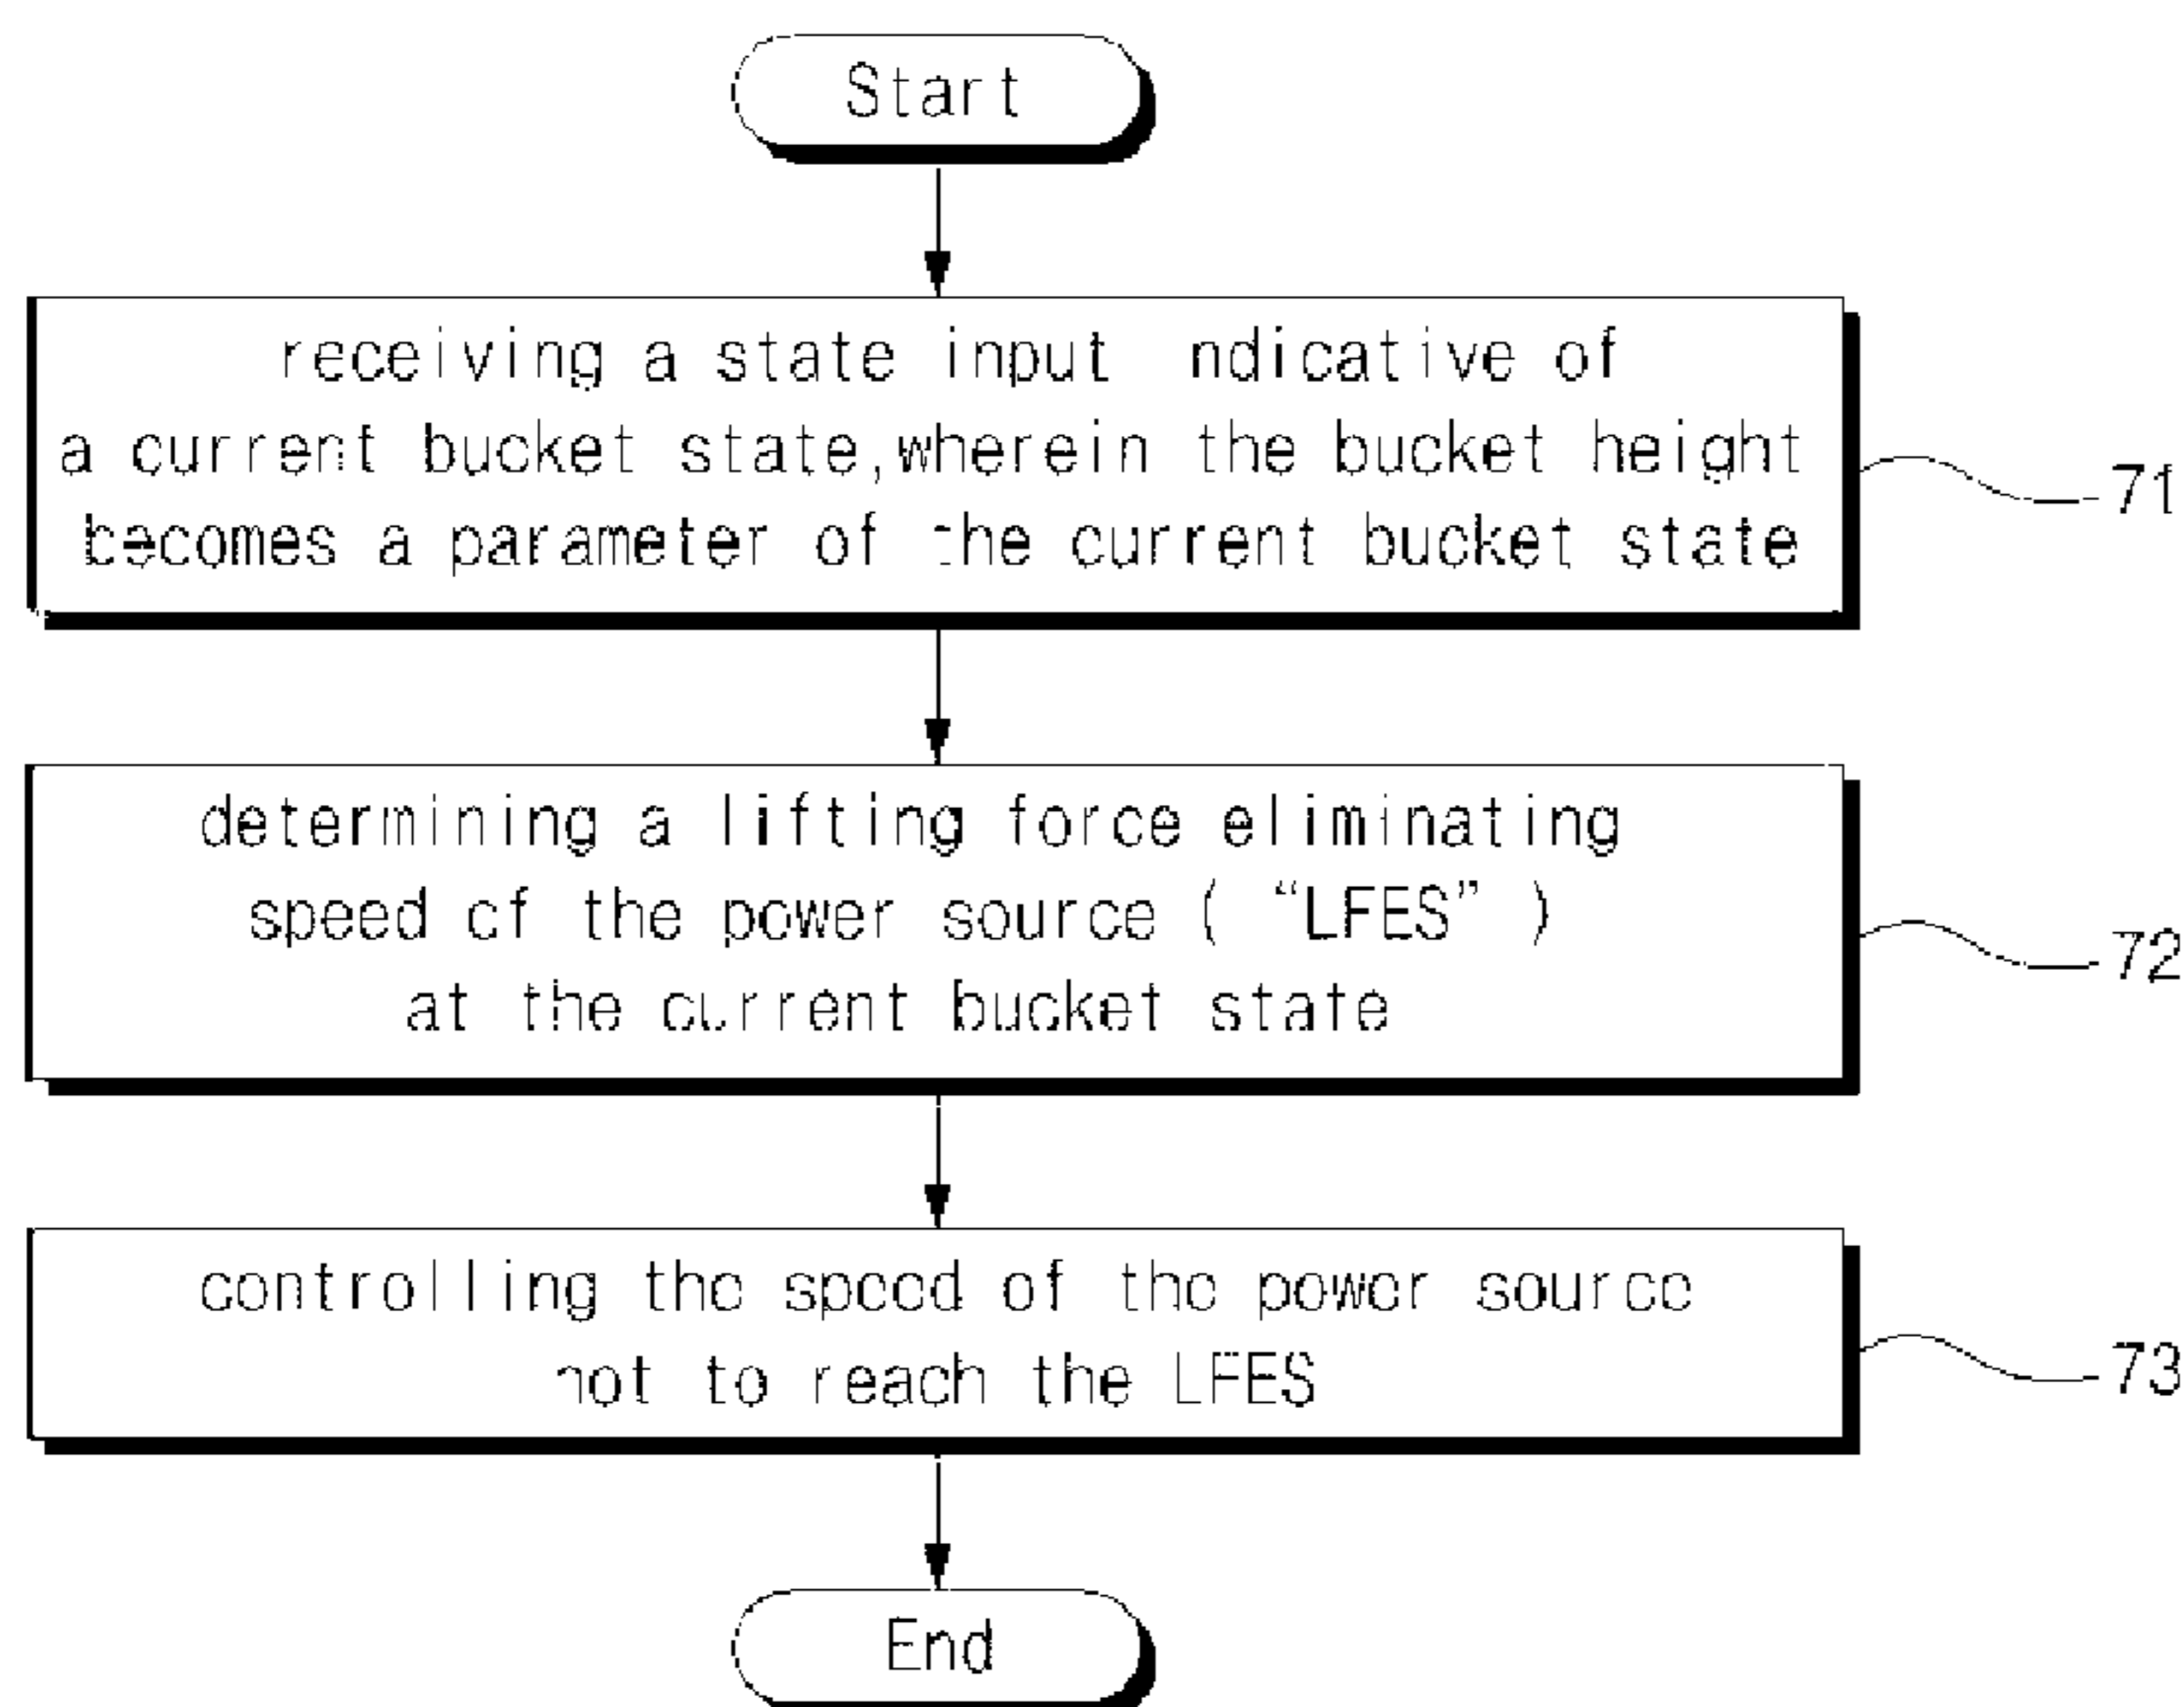 Start
receiving a state input ndicative of
a current bucket state, wherein the bucket height
becomes a parameter of the current bucket state
71
determining a lifting force eliminating
speed of the power source ( “LFES” )
at the current bucket state
72
controlling the speed of the power source
not to reach the LFES
73
End